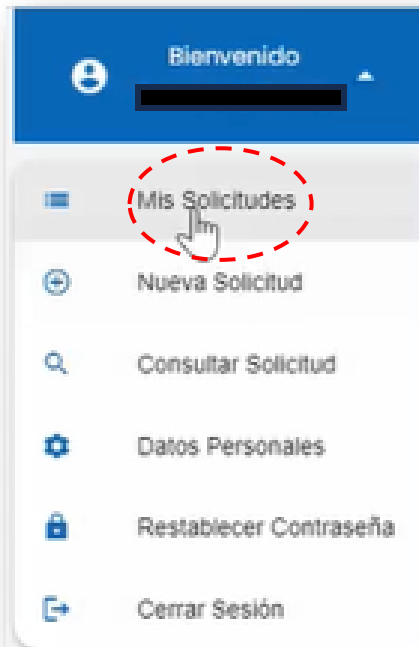 Bienvenido
Mis Solicitudes
Nueva Solicitud
Consultar Solicitud
Datos Personales
Restablecer Contraseña
Cerrar Sesión